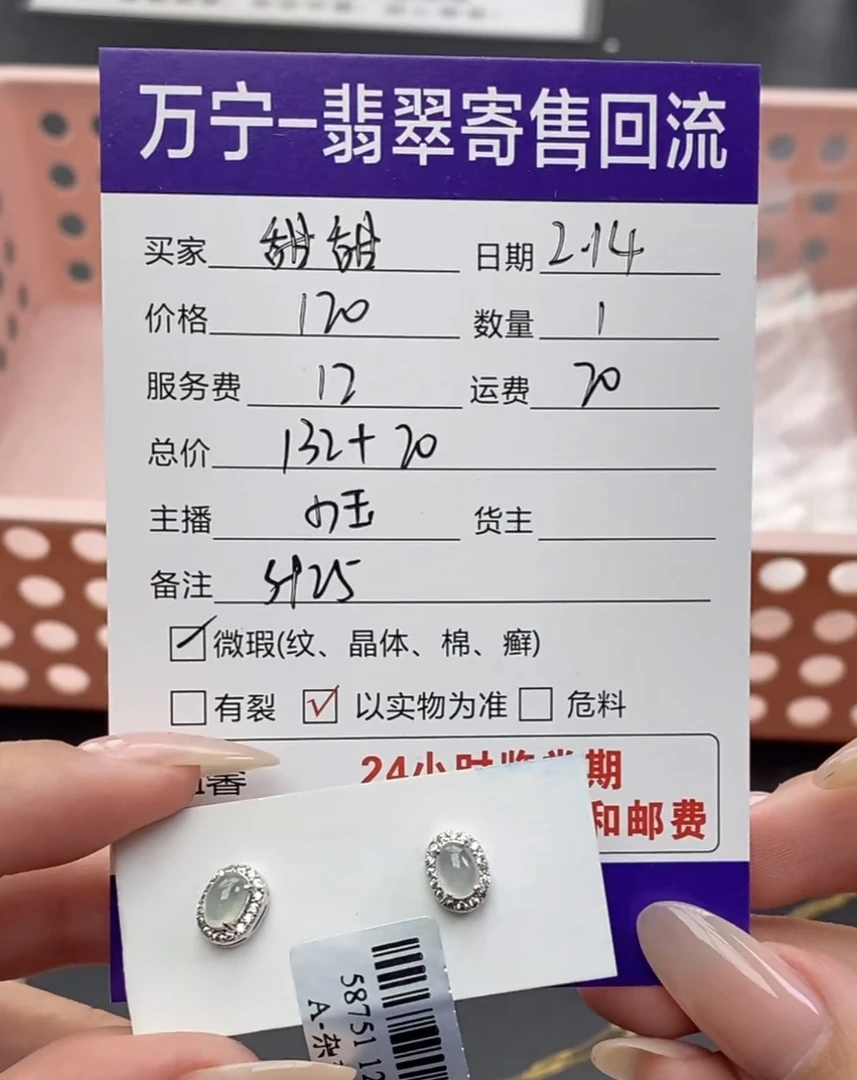 万宁-翡翠寄售回流
买家 甜甜 日期 2.14
价格 120 数量 1
服务费 12 运费 20
总价 132+20
主播 货主
备注
微瑕(纹、晶体、棉、癣)
有裂 以实物为准 危料
24小时 期
和邮费
58751 12
A-杂